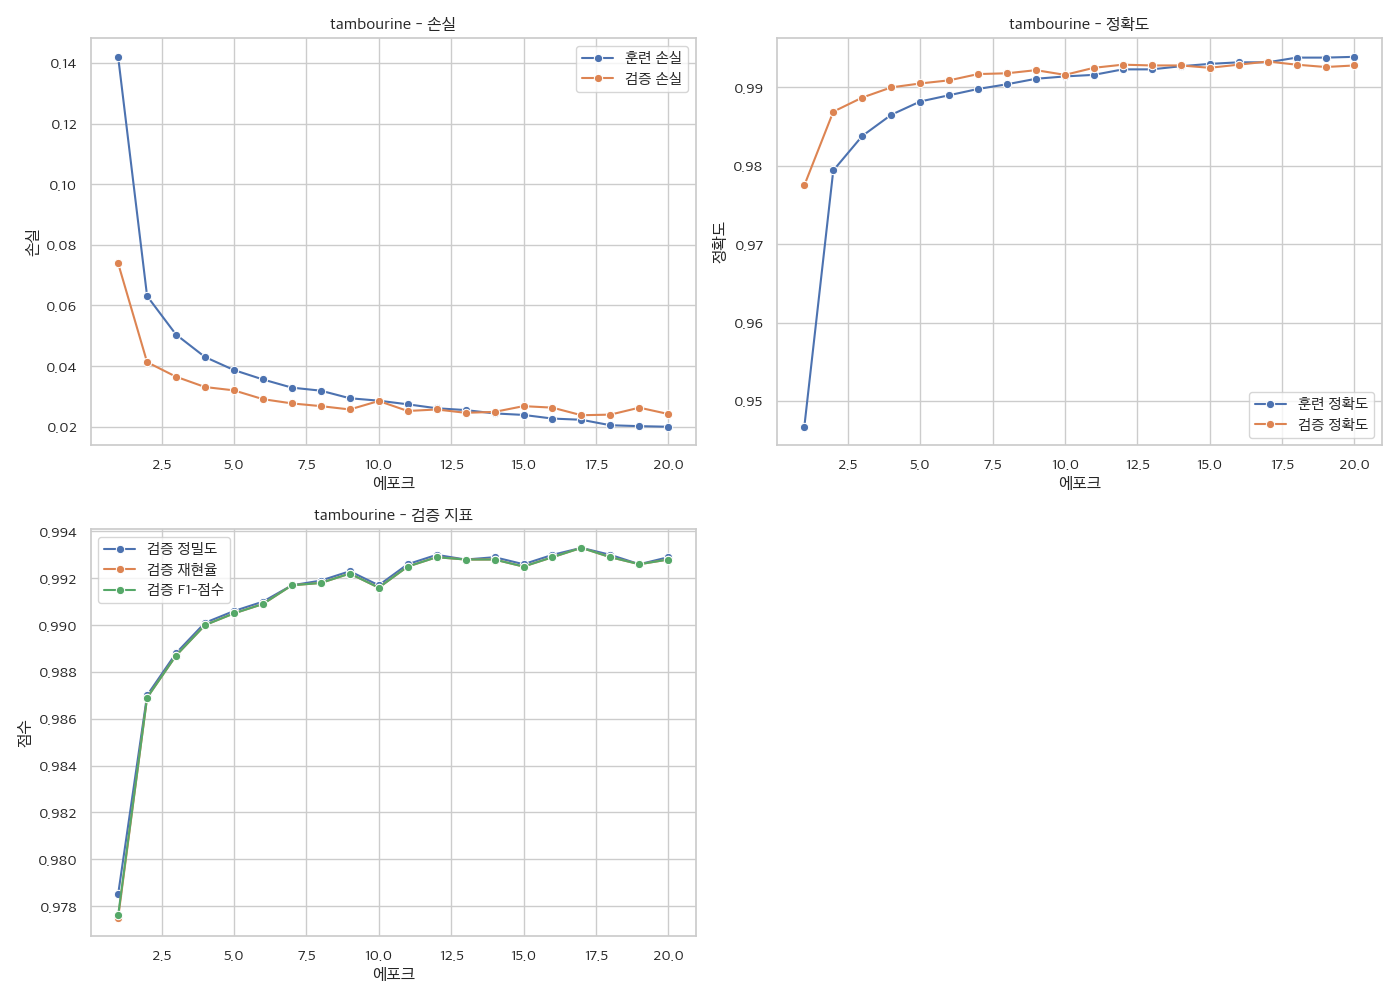 tambourine - 손실
훈련 손실
검증 손실
0.14
0.12
0.10
0.08
0.06
0.04
0.02
손실
2.5 5.0 7.5 10.0 12.5 15.0 17.5 20.0
에포크
tambourine - 정확도
0.99
0.98
0.97
0.96
0.95
정확도
훈련 정확도
검증 정확도
2.5 5.0 7.5 10.0 12.5 15.0 17.5 20.0
에포크
tambourine - 검증 지표
검증 정밀도
검증 재현율
검증 F1-점수
0.994
0.992
0.990
0.988
0.986
0.984
0.982
0.980
0.978
점수
2.5 5.0 7.5 10.0 12.5 15.0 17.5 20.0
에포크